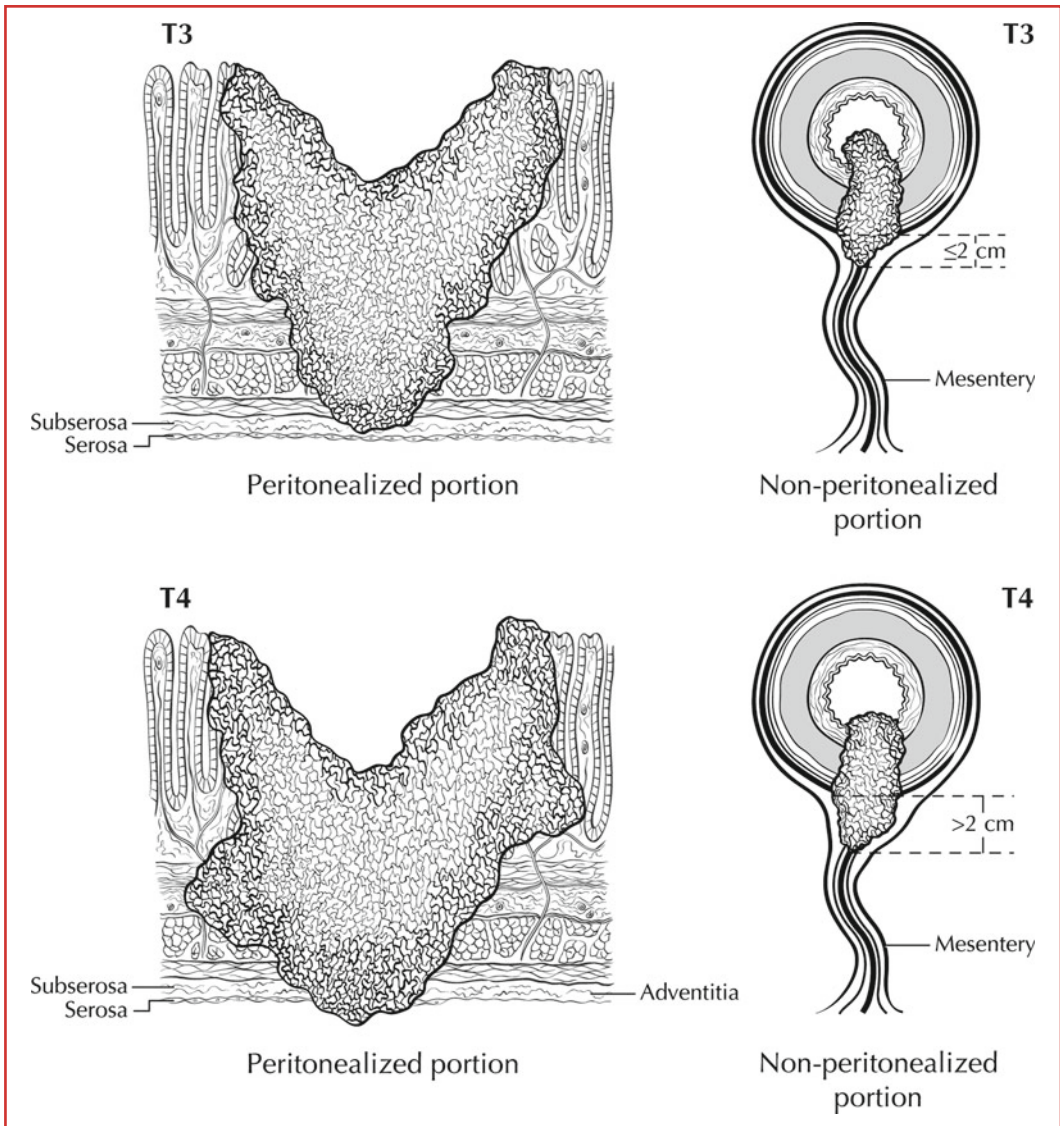 T3
Subserosa
Serosa
Peritonealized portion
T3
≤2 cm
Mesentery
Non-peritonealized
portion
T4
Subserosa
Serosa
Adventitia
Peritonealized portion
T4
>2 cm
Mesentery
Non-peritonealized
portion